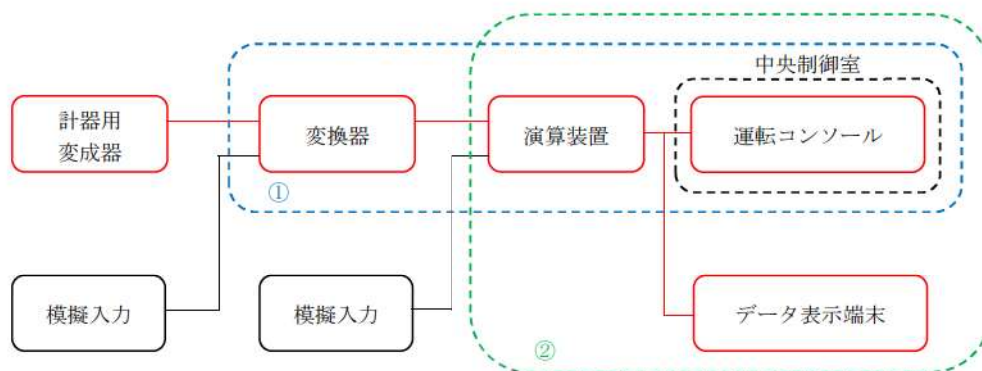 中央制御室
計器用
変成器
変換器
演算装置
運転コンソール
①
模擬入力
模擬入力
データ表示端末
②